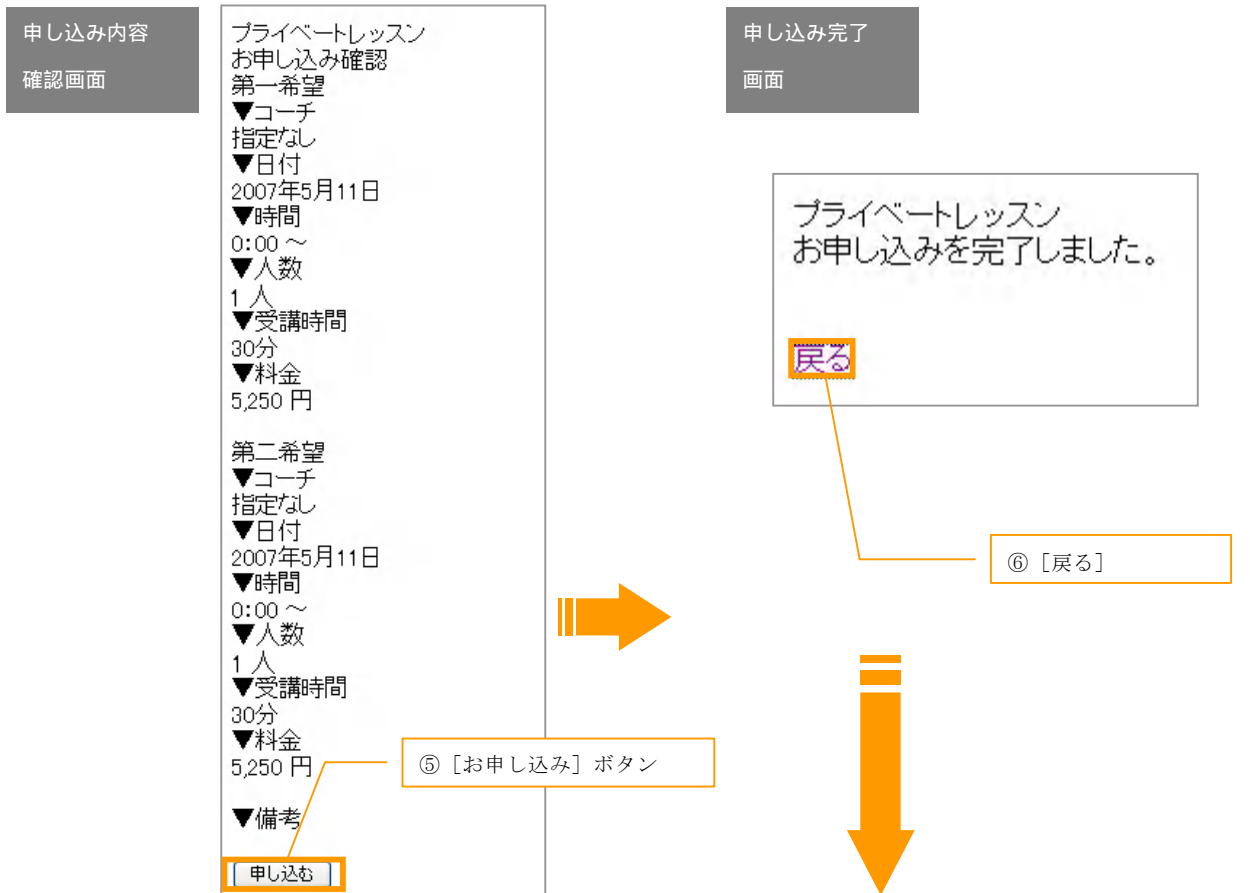 申し込み内容
確認画面
プライベートレッスン
お申し込み確認
第一希望
▼コーチ
指定なし
▼日付
2007年5月11日
▼時間
0:00 ～
▼人数
1 人
▼受講時間
30分
▼料金
5,250 円
第二希望
▼コーチ
指定なし
▼日付
2007年5月11日
▼時間
0:00 ～
▼人数
1 人
▼受講時間
30分
▼料金
5,250 円
▼備考
申し込む
⑤［お申し込み］ボタン
申し込み完了
画面
プライベートレッスン
お申し込みを完了しました。
戻る
⑥［戻る］